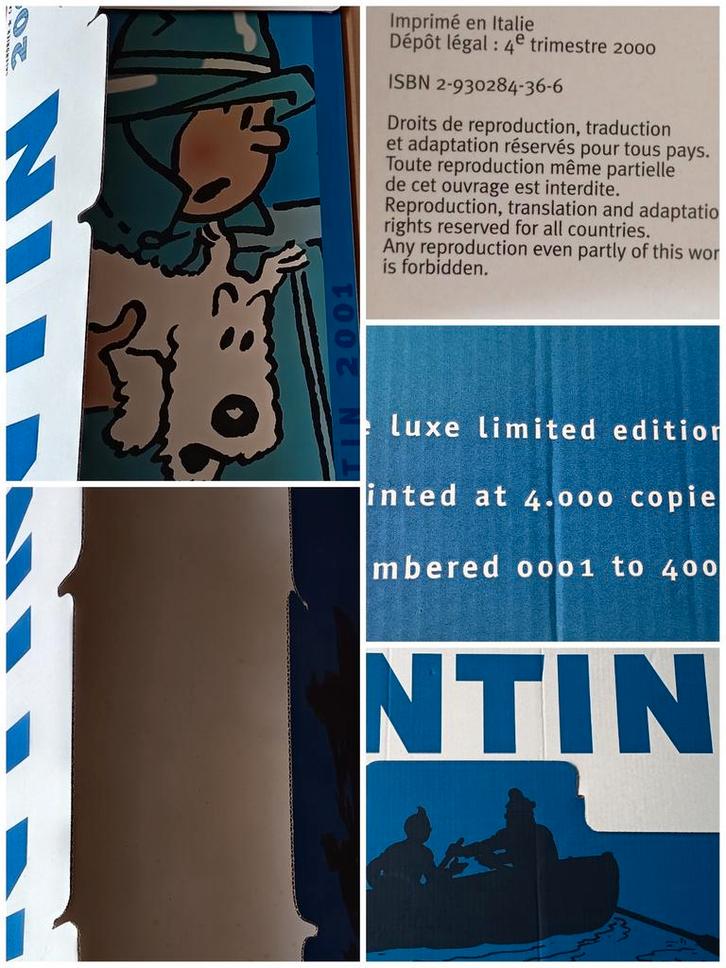 TIN 2001
Imprimé en Italie
Dépôt légal : 4e trimestre 2000
ISBN 2-930284-36-6
Droits de reproduction, traduction
et adaptation réservés pour tous pays.
Toute reproduction même partielle
de cet ouvrage est interdite.
Reproduction, translation and adaptatio
rights reserved for all countries.
Any reproduction even partly of this wor
is forbidden.
e luxe limited edition
inted at 4.000 copie
mbered 0001 to 400
NTIN